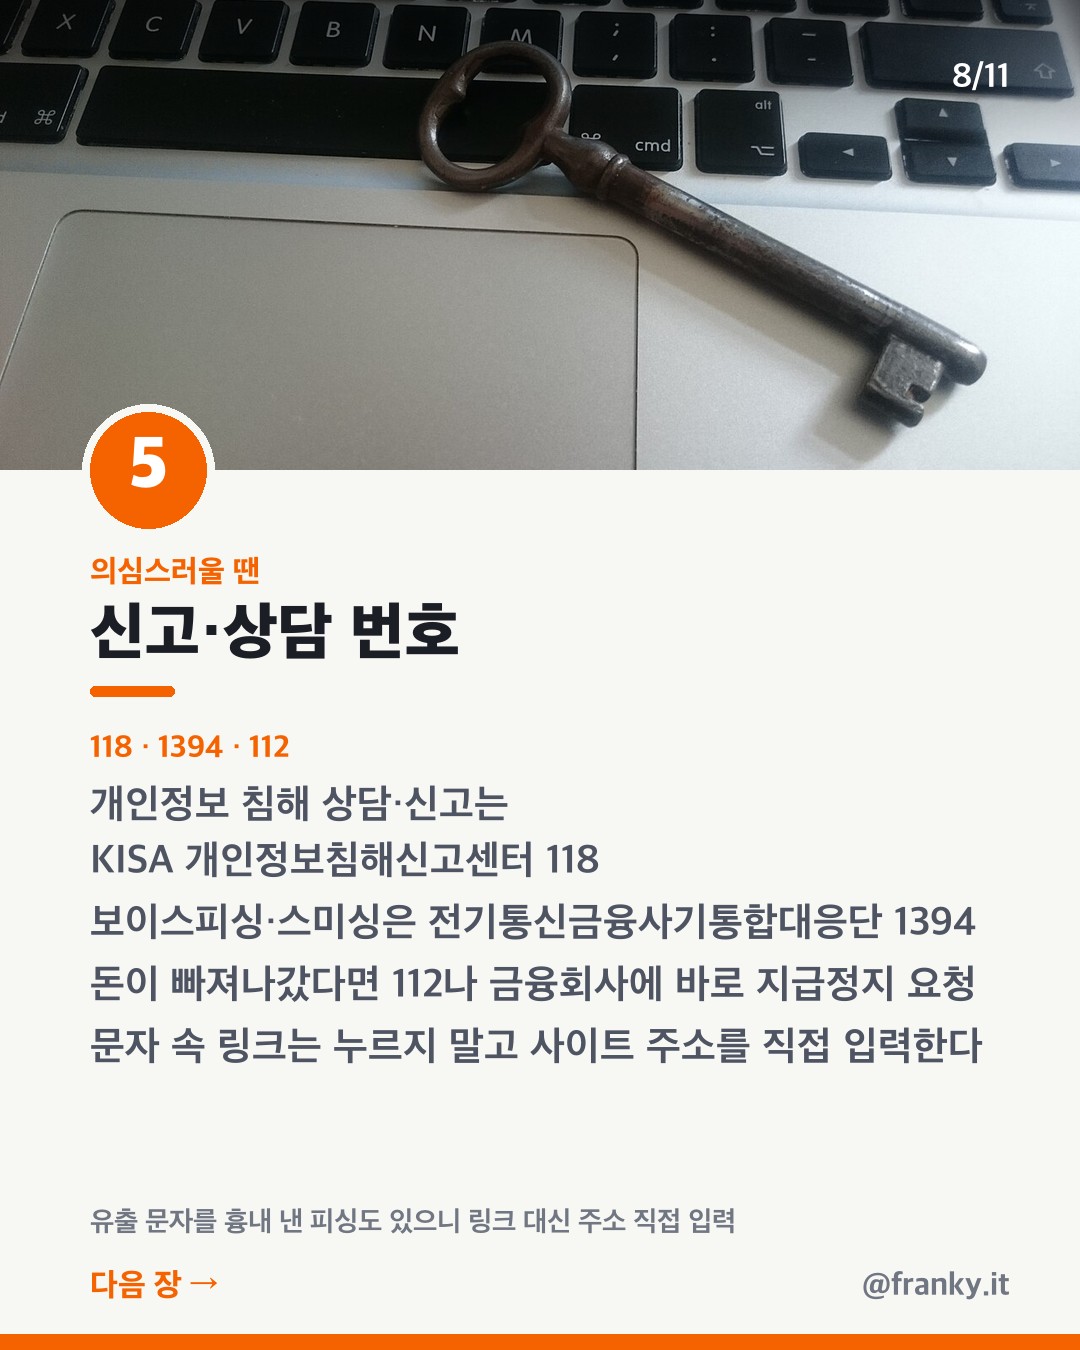 X C V B N M ; : -
; . -
⌘ ⌘ cmd alt
8/11
5
의심스러울 땐
신고·상담 번호
118 · 1394 · 112
개인정보 침해 상담·신고는
KISA 개인정보침해신고센터 118
보이스피싱·스미싱은 전기통신금융사기통합대응단 1394
돈이 빠져나갔다면 112나 금융회사에 바로 지급정지 요청
문자 속 링크는 누르지 말고 사이트 주소를 직접 입력한다
유출 문자를 흉내 낸 피싱도 있으니 링크 대신 주소 직접 입력
다음 장 →
@franky.it